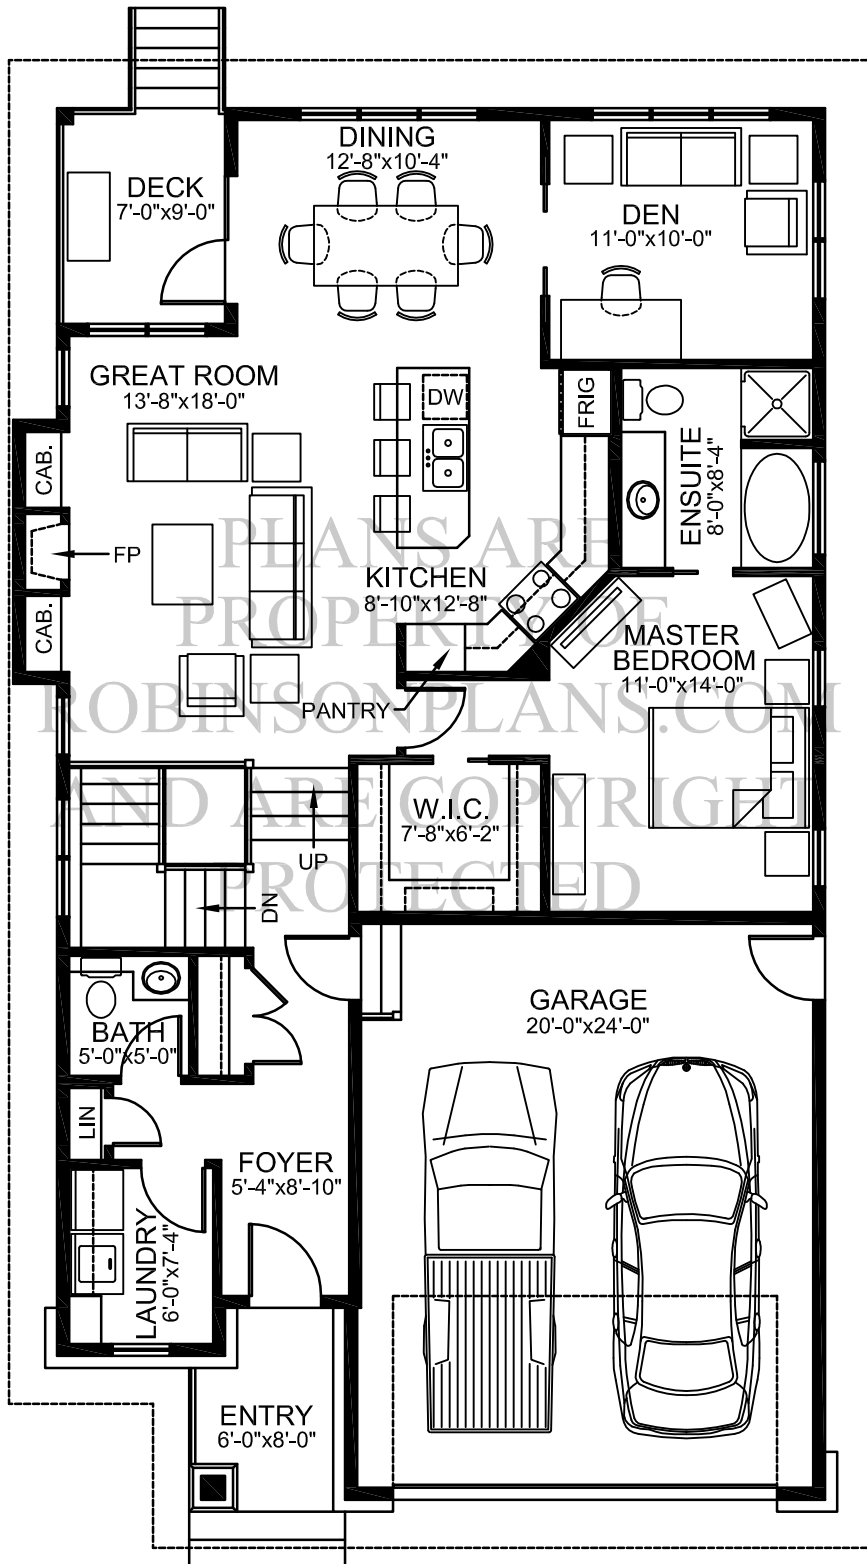 DINING
12'-8"x10'-4"
DECK
7'-0"x9'-0"
DEN
11'-0"x10'-0"
GREAT ROOM
13'-8"x18'-0"
DW
FRIG
CAB.
ENSUITE
8'-0"x8'-4"
FP
KITCHEN
8'-10"x12'-8"
CAB.
MASTER
BEDROOM
11'-0"x14'-0"
PANTRY
PLANS ARE
PROPERTY OF
ROBINSONPLANS.COM
AND ARE COPYRIGHT
PROTECTED
W.I.C.
7'-8"x6'-2"
UP
DN
GARAGE
20'-0"x24'-0"
BATH
5'-0"x5'-0"
LIN
FOYER
5'-4"x8'-10"
LAUNDRY
6'-0"x7'-4"
ENTRY
6'-0"x8'-0"